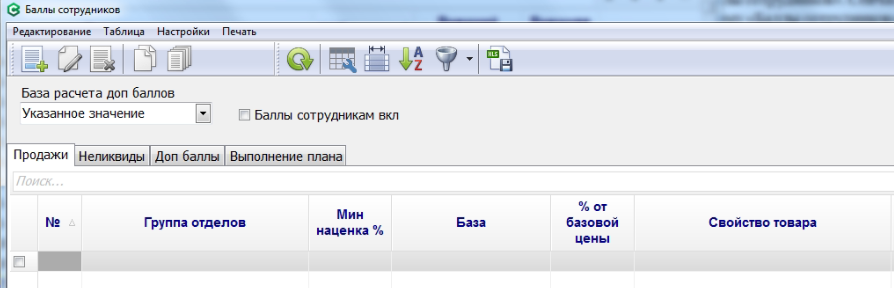 Баллы сотрудников
Редактирование Таблица Настройки Печать
A
Z
XLS
База расчета доп баллов
Указанное значение
Баллы сотрудникам вкл
Продажи Неликвиды Доп баллы Выполнение плана
Поиск...
№ Группа отделов Мин наценка % База % от базовой цены Свойство товара